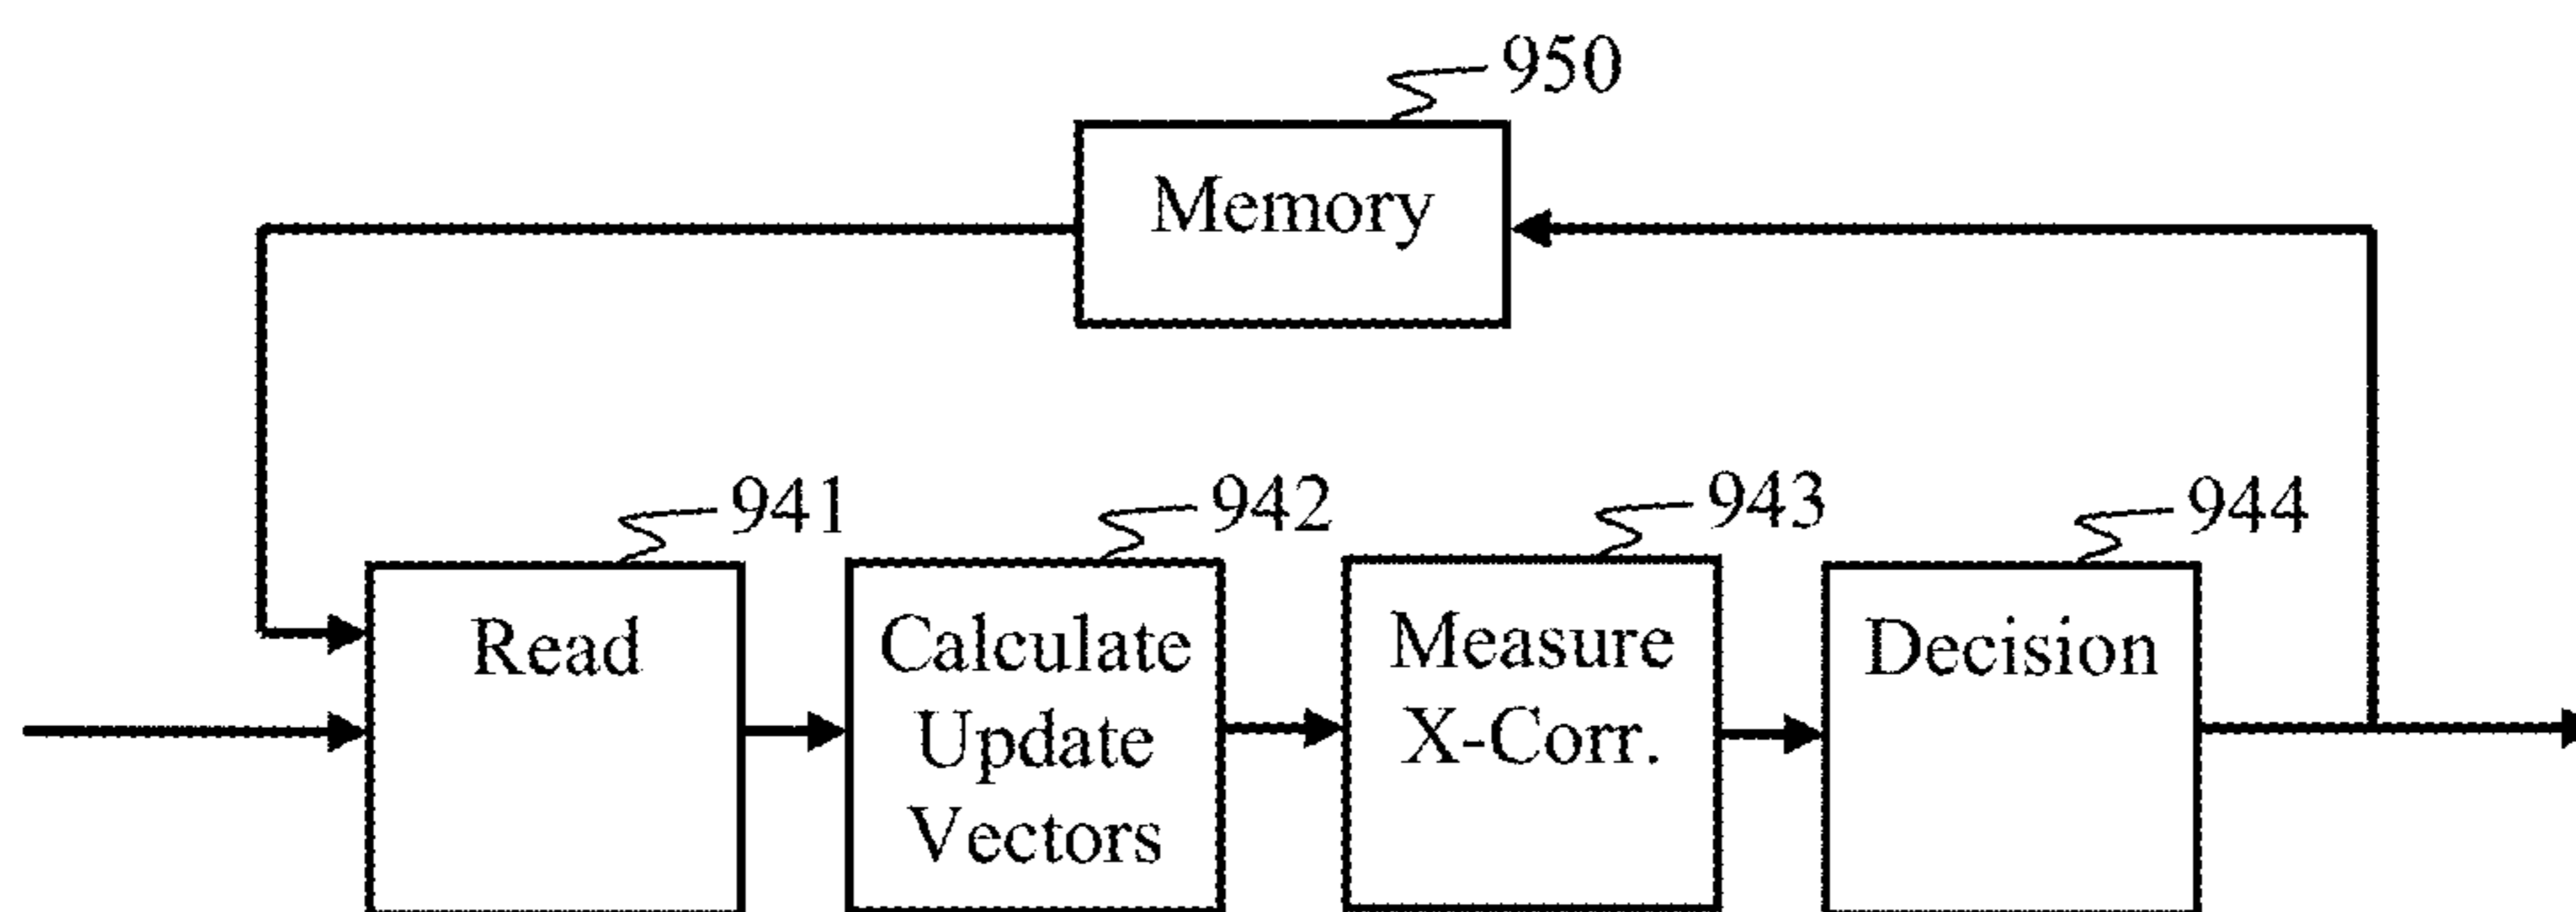 950
Memory
941
942
943
944
Read
Calculate
Update
Vectors
Measure
X-Corr.
Decision